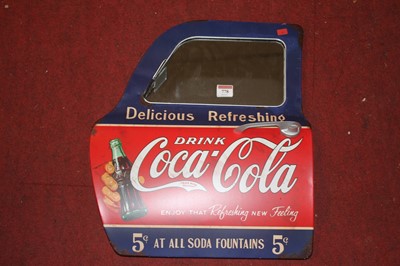 Delicious Refreshing
DRINK
Coca-Cola
ENJOY THAT Refreshing NEW Feeling
5¢ AT ALL SODA FOUNTAINS 5¢